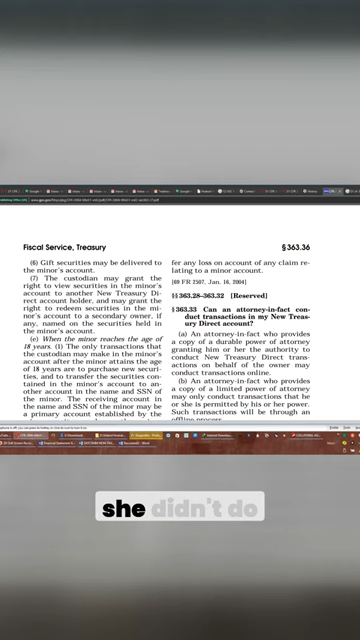 Fiscal Service, Treasury
§ 363.36
(6) Gift securities may be delivered to
the minor's account.
(7) The custodian may grant the
right to view securities in the minor's
account to another New Treasury Di-
rect account holder, and may grant the
right to redeem securities in the mi-
nor's account to a secondary owner, if
any, named on the securities held in
the minor's account.
(e) When the minor reaches the age of
18 years. (1) The only transactions that
the custodian may make in the minor's
account after the minor attains the age
of 18 years are to purchase new securi-
ties, and to transfer the securities con-
tained in the minor's account to an-
other account in the name and SSN of
the minor. The receiving account in
the name and SSN of the minor may be
a primary account established by the
fer any loss on account of any claim re-
lating to a minor account.
[69 FR 2507, Jan. 16, 2004]
§§ 363.28–363.32 [Reserved]
§ 363.33 Can an attorney-in-fact con-
duct transactions in my New Treas-
ury Direct account?
(a) An attorney-in-fact who provides
a copy of a durable power of attorney
granting him or her the authority to
conduct New Treasury Direct trans-
actions on behalf of the owner may
conduct transactions online.
(b) An attorney-in-fact who provides
a copy of a limited power of attorney
may only conduct transactions that he
or she is permitted by his or her power.
Such transactions will be through an
offline process.
she didn't do